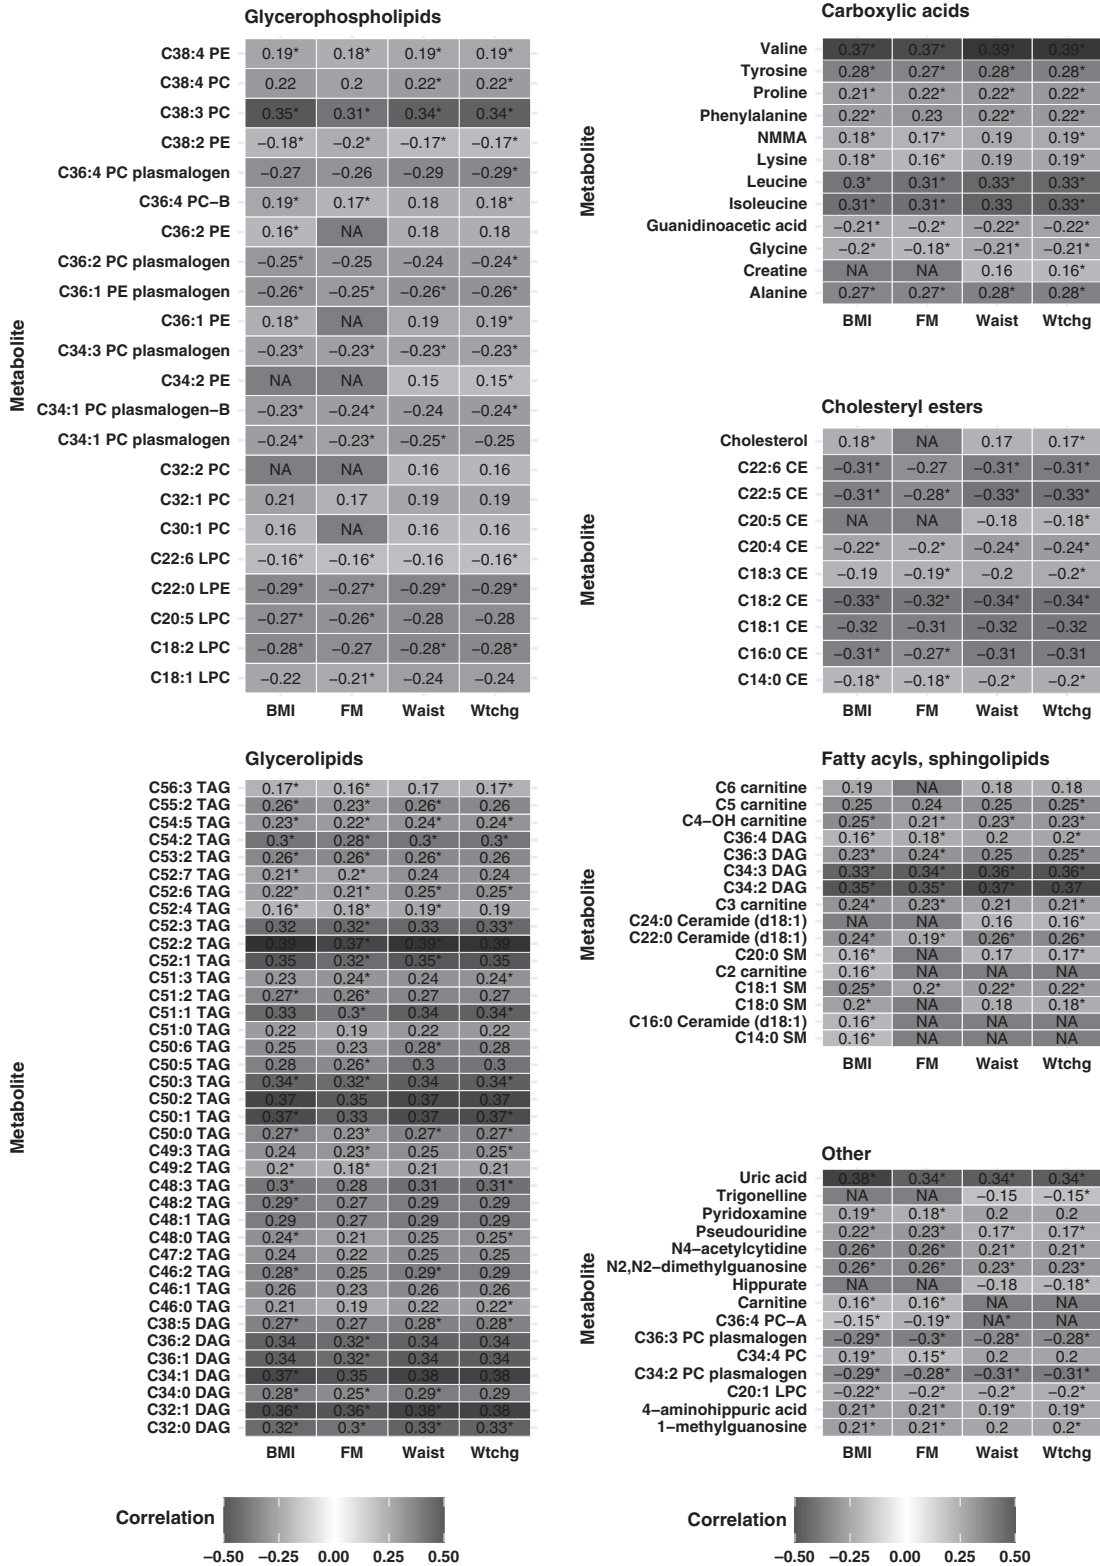 Glycerophospholipids
Metabolite
C38:4 PE 0.19* 0.18* 0.19* 0.19*
C38:4 PC 0.22 0.2 0.22* 0.22*
C38:3 PC 0.35* 0.31* 0.34* 0.34*
C38:2 PE −0.18* −0.2* −0.17* −0.17*
C36:4 PC plasmalogen −0.27 −0.26 −0.29 −0.29*
C36:4 PC−B 0.19* 0.17* 0.18 0.18*
C36:2 PE 0.16* NA 0.18 0.18
C36:2 PC plasmalogen −0.25* −0.25 −0.24 −0.24*
C36:1 PE plasmalogen −0.26* −0.25* −0.26* −0.26*
C36:1 PE 0.18* NA 0.19 0.19*
C34:3 PC plasmalogen −0.23* −0.23* −0.23* −0.23*
C34:2 PE NA NA 0.15 0.15*
C34:1 PC plasmalogen−B −0.23* −0.24* −0.24 −0.24*
C34:1 PC plasmalogen −0.24* −0.23* −0.25* −0.25
C32:2 PC NA NA 0.16 0.16
C32:1 PC 0.21 0.17 0.19 0.19
C30:1 PC 0.16 NA 0.16 0.16
C22:6 LPC −0.16* −0.16* −0.16 −0.16*
C22:0 LPE −0.29* −0.27* −0.29* −0.29*
C20:5 LPC −0.27* −0.26* −0.28 −0.28
C18:2 LPC −0.28* −0.27 −0.28* −0.28*
C18:1 LPC −0.22 −0.21* −0.24 −0.24
BMI FM Waist Wtchg
Glycerolipids
Metabolite
C56:3 TAG 0.17* 0.16* 0.17 0.17*
C55:2 TAG 0.26* 0.23* 0.26* 0.26
C54:5 TAG 0.23* 0.22* 0.24* 0.24*
C54:2 TAG 0.3* 0.28* 0.3* 0.3*
C53:2 TAG 0.26* 0.26* 0.26* 0.26
C52:7 TAG 0.21* 0.2* 0.24 0.24
C52:6 TAG 0.22* 0.21* 0.25* 0.25*
C52:4 TAG 0.16* 0.18* 0.19* 0.19
C52:3 TAG 0.32 0.32* 0.33 0.33*
C52:2 TAG 0.39 0.37* 0.39* 0.39
C52:1 TAG 0.35 0.32* 0.35* 0.35
C51:3 TAG 0.23 0.24* 0.24 0.24*
C51:2 TAG 0.27* 0.26* 0.27 0.27
C51:1 TAG 0.33 0.3* 0.34 0.34*
C51:0 TAG 0.22 0.19 0.22 0.22
C50:6 TAG 0.25 0.23 0.28* 0.28
C50:5 TAG 0.28 0.26* 0.3 0.3
C50:3 TAG 0.34* 0.32* 0.34 0.34*
C50:2 TAG 0.37 0.35 0.37 0.37
C50:1 TAG 0.37* 0.33 0.37 0.37*
C50:0 TAG 0.27* 0.23* 0.27* 0.27*
C49:3 TAG 0.24 0.23* 0.25 0.25*
C49:2 TAG 0.2* 0.18* 0.21 0.21
C48:3 TAG 0.3* 0.28 0.31 0.31*
C48:2 TAG 0.29* 0.27 0.29 0.29
C48:1 TAG 0.29 0.27 0.29 0.29
C48:0 TAG 0.24* 0.21 0.25 0.25*
C47:2 TAG 0.24 0.22 0.25 0.25
C46:2 TAG 0.28* 0.25 0.29* 0.29
C46:1 TAG 0.26 0.23 0.26 0.26
C46:0 TAG 0.21 0.19 0.22 0.22*
C38:5 DAG 0.27* 0.27 0.28* 0.28*
C36:2 DAG 0.34 0.32* 0.34 0.34
C36:1 DAG 0.34 0.32* 0.34 0.34
C34:1 DAG 0.37* 0.35 0.38 0.38
C34:0 DAG 0.28* 0.25* 0.29* 0.29
C32:1 DAG 0.36* 0.36* 0.38* 0.38
C32:0 DAG 0.32* 0.3* 0.33* 0.33*
BMI FM Waist Wtchg
Correlation
−0.50 −0.25 0.00 0.25 0.50
Carboxylic acids
Metabolite
Valine 0.37* 0.37* 0.39* 0.39*
Tyrosine 0.28* 0.27* 0.28* 0.28*
Proline 0.21* 0.22* 0.22* 0.22*
Phenylalanine 0.22* 0.23 0.22* 0.22*
NMMA 0.18* 0.17* 0.19 0.19*
Lysine 0.18* 0.16* 0.19 0.19*
Leucine 0.3* 0.31* 0.33* 0.33*
Isoleucine 0.31* 0.31* 0.33 0.33*
Guanidinoacetic acid −0.21* −0.2* −0.22* −0.22*
Glycine −0.2* −0.18* −0.21* −0.21*
Creatine NA NA 0.16 0.16*
Alanine 0.27* 0.27* 0.28* 0.28*
BMI FM Waist Wtchg
Cholesteryl esters
Metabolite
Cholesterol 0.18* NA 0.17 0.17*
C22:6 CE −0.31* −0.27 −0.31* −0.31*
C22:5 CE −0.31* −0.28* −0.33* −0.33*
C20:5 CE NA NA −0.18 −0.18*
C20:4 CE −0.22* −0.2* −0.24* −0.24*
C18:3 CE −0.19 −0.19* −0.2 −0.2*
C18:2 CE −0.33* −0.32* −0.34* −0.34*
C18:1 CE −0.32 −0.31 −0.32 −0.32
C16:0 CE −0.31* −0.27* −0.31 −0.31
C14:0 CE −0.18* −0.18* −0.2* −0.2*
BMI FM Waist Wtchg
Fatty acyls, sphingolipids
Metabolite
C6 carnitine 0.19 NA 0.18 0.18
C5 carnitine 0.25 0.24 0.25 0.25*
C4−OH carnitine 0.25* 0.21* 0.23* 0.23*
C36:4 DAG 0.16* 0.18* 0.2 0.2*
C36:3 DAG 0.23* 0.24* 0.25 0.25*
C34:3 DAG 0.33* 0.34* 0.36* 0.36*
C34:2 DAG 0.35* 0.35* 0.37* 0.37
C3 carnitine 0.24* 0.23* 0.21 0.21*
C24:0 Ceramide (d18:1) NA NA 0.16 0.16*
C22:0 Ceramide (d18:1) 0.24* 0.19* 0.26* 0.26*
C20:0 SM 0.16* NA 0.17 0.17*
C2 carnitine 0.16* NA NA NA
C18:1 SM 0.25* 0.2* 0.22* 0.22*
C18:0 SM 0.2* NA 0.18 0.18*
C16:0 Ceramide (d18:1) 0.16* NA NA NA
C14:0 SM 0.16* NA NA NA
BMI FM Waist Wtchg
Other
Metabolite
Uric acid 0.38* 0.34* 0.34* 0.34*
Trigonelline NA NA −0.15 −0.15*
Pyridoxamine 0.19* 0.18* 0.2 0.2
Pseudouridine 0.22* 0.23* 0.17* 0.17*
N4−acetylcytidine 0.26* 0.26* 0.21* 0.21*
N2,N2−dimethylguanosine 0.26* 0.26* 0.23* 0.23*
Hippurate NA NA −0.18 −0.18*
Carnitine 0.16* 0.16* NA NA
C36:4 PC−A −0.15* −0.19* NA* NA
C36:3 PC plasmalogen −0.29* −0.3* −0.28* −0.28*
C34:4 PC 0.19* 0.15* 0.2 0.2
C34:2 PC plasmalogen −0.29* −0.28* −0.31* −0.31*
C20:1 LPC −0.22* −0.2* −0.2* −0.2*
4−aminohippuric acid 0.21* 0.21* 0.19* 0.19*
1−methylguanosine 0.21* 0.21* 0.2 0.2*
BMI FM Waist Wtchg
Correlation
−0.50 −0.25 0.00 0.25 0.50